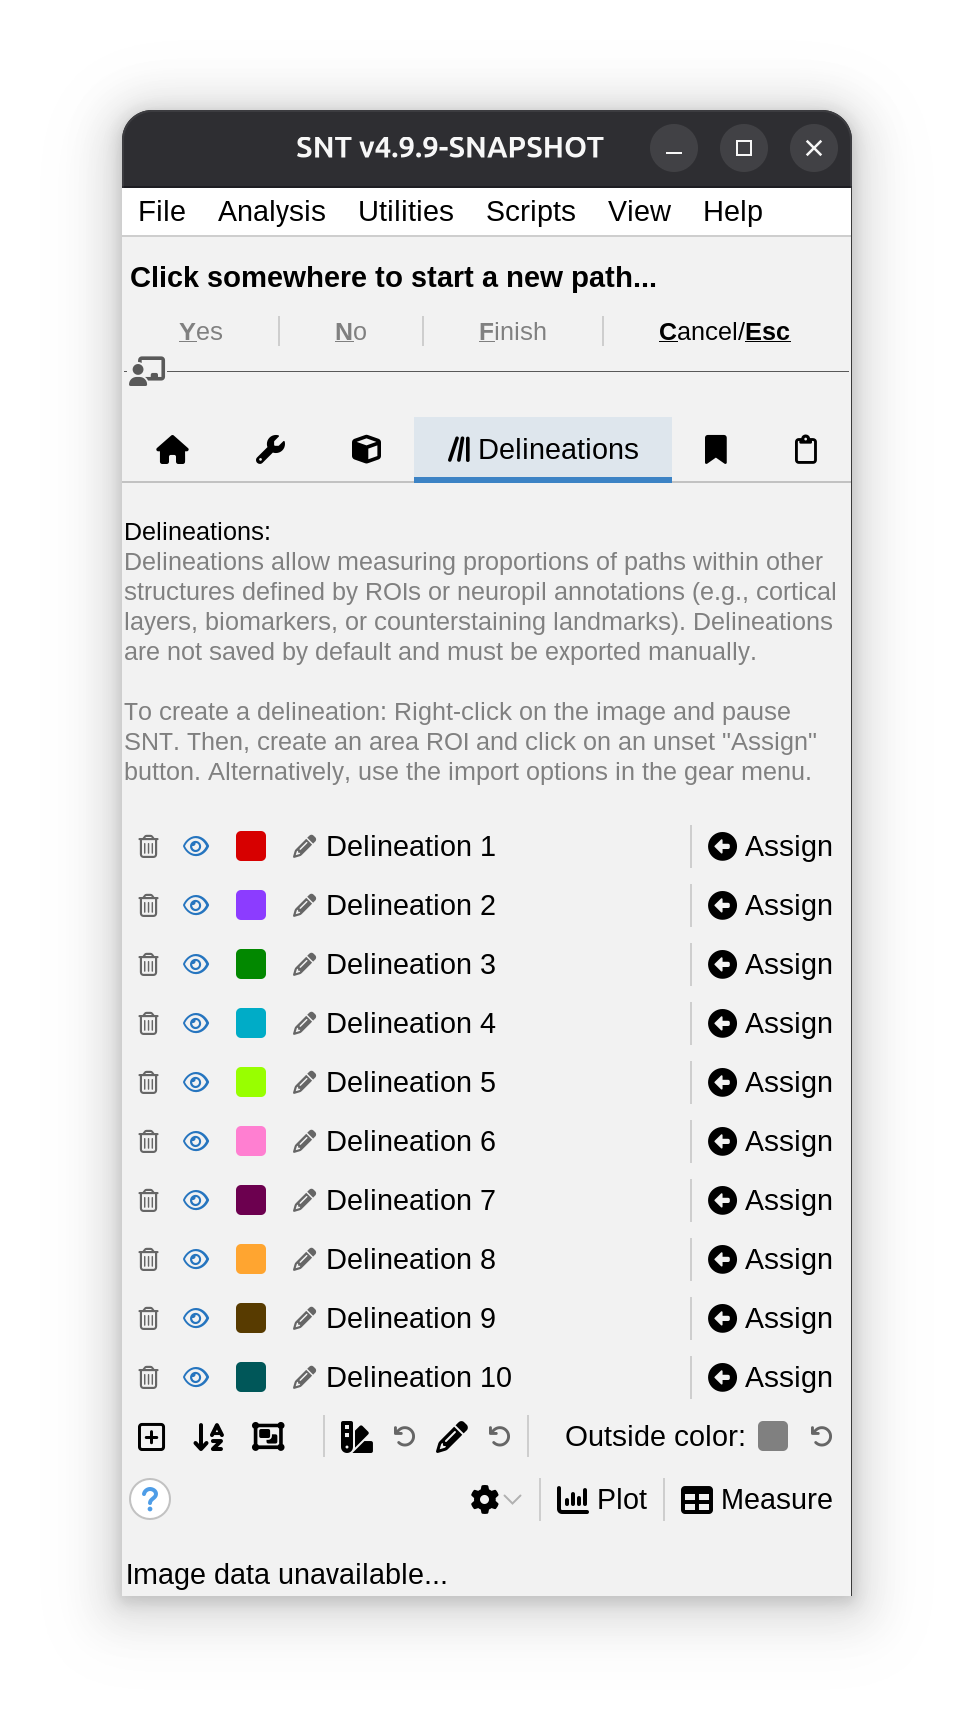 SNT v4.9.9-SNAPSHOT
File Analysis Utilities Scripts View Help
Click somewhere to start a new path...
Yes No Finish Cancel/Esc
Delineations
Delineations:
Delineations allow measuring proportions of paths within other
structures defined by ROIs or neuropil annotations (e.g., cortical
layers, biomarkers, or counterstaining landmarks). Delineations
are not saved by default and must be exported manually.
To create a delineation: Right-click on the image and pause
SNT. Then, create an area ROI and click on an unset "Assign"
button. Alternatively, use the import options in the gear menu.
Delineation 1 Assign
Delineation 2 Assign
Delineation 3 Assign
Delineation 4 Assign
Delineation 5 Assign
Delineation 6 Assign
Delineation 7 Assign
Delineation 8 Assign
Delineation 9 Assign
Delineation 10 Assign
Outside color:
? Plot Measure
Image data unavailable...